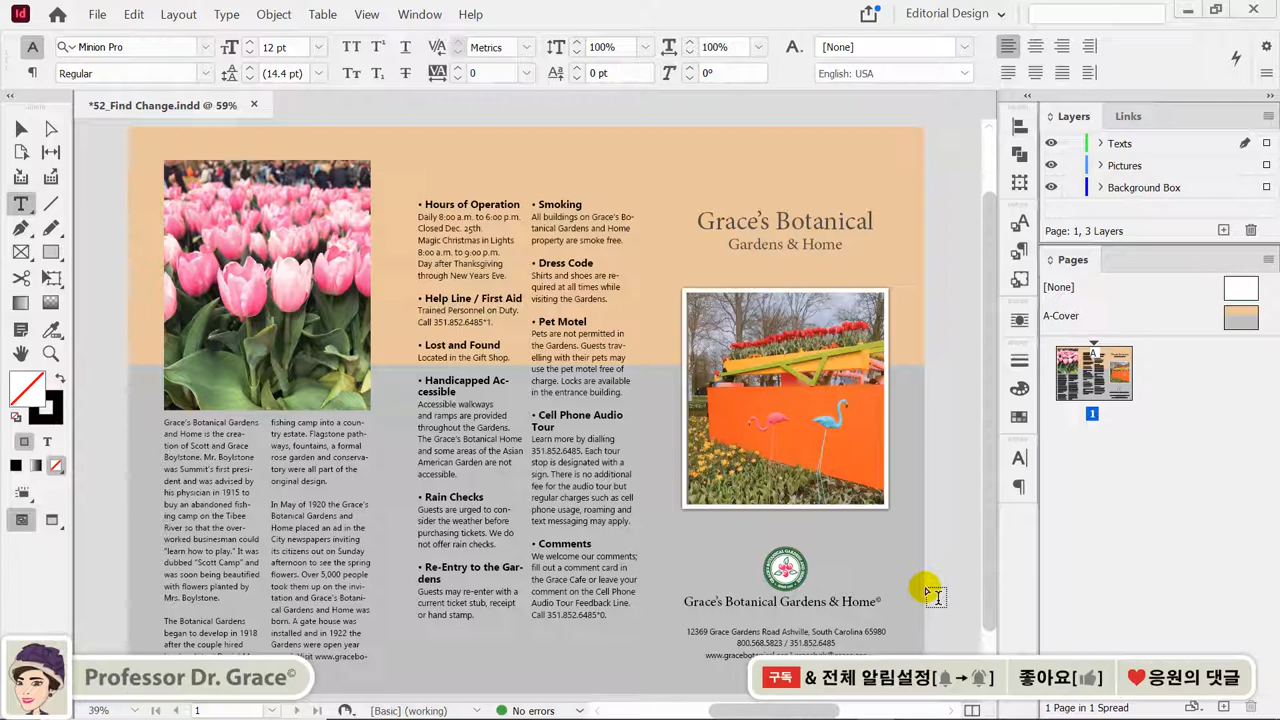 File Edit Layout Type Object Table View Window Help
Editorial Design
Minion Pro
12 pt
Metrics
100%
100%
[None]
Regular
(14.4 pt)
0
0 pt
0°
English: USA
*52_Find Change.indd @ 59%
Layers Links
Texts
Pictures
Background Box
Page: 1, 3 Layers
Pages
[None]
A-Cover
A
1
Grace's Botanical Gardens
and Home is the crea-
tion of Scott and Grace
Boylstone. Mr. Boylstone
was Summit's first presi-
dent and was advised by
his physician in 1915 to
buy an abandoned fish-
ing camp on the Tibee
River so that the over-
worked businessman could
"learn how to play." It was
dubbed "Scott Camp" and
was soon being beautified
with flowers planted by
Mrs. Boylstone.
The Botanical Gardens
began to develop in 1918
after the couple hired
fishing camp into a coun-
try estate. Flagstone path-
ways, fountains, a formal
rose garden and conserva-
tory were all part of the
original design.
In May of 1920 the Grace's
Botanical Gardens and
Home placed an ad in the
City newspapers inviting
its citizens out on Sunday
afternoon to see the spring
flowers. Over 5,000 people
took them up on the invi-
tation and Grace's Botani-
cal Gardens and Home was
born. A gate house was
installed and in 1922 the
Gardens were open year
visit www.gracebo-
• Hours of Operation
Daily 8:00 a.m. to 6:00 p.m.
Closed Dec. 25th.
Magic Christmas in Lights
8:00 a.m. to 9:00 p.m.
Day after Thanksgiving
through New Years Eve.
• Help Line / First Aid
Trained Personnel on Duty.
Call 351.852.6485*1.
• Lost and Found
Located in the Gift Shop.
• Handicapped Ac-
cessible
Accessible walkways
and ramps are provided
throughout the Gardens.
The Grace's Botanical Home
and some areas of the Asian
American Garden are not
accessible.
• Rain Checks
Guests are urged to con-
sider the weather before
purchasing tickets. We do
not offer rain checks.
• Re-Entry to the Gar-
dens
Guests may re-enter with a
current ticket stub, receipt
or hand stamp.
• Smoking
All buildings on Grace's Bo-
tanical Gardens and Home
property are smoke free.
• Dress Code
Shirts and shoes are re-
quired at all times while
visiting the Gardens.
• Pet Motel
Pets are not permitted in
the Gardens. Guests trav-
elling with their pets may
use the pet motel free of
charge. Locks are available
in the entrance building.
• Cell Phone Audio
Tour
Learn more by dialling
351.852.6485. Each tour
stop is designated with a
sign. There is no additional
fee for the audio tour but
regular charges such as cell
phone usage, roaming and
text messaging may apply.
• Comments
We welcome our comments;
fill out a comment card in
the Grace Cafe or leave your
comment on the Cell Phone
Audio Tour Feedback Line.
Call 351.852.6485*0.
Grace's Botanical
Gardens & Home
Grace's Botanical Gardens & Home©
12369 Grace Gardens Road Ashville, South Carolina 65980
800.568.5823 / 351.852.6485
Professor Dr. Grace©
구독 & 전체 알림설정[→] 좋아요[] 응원의 댓글
39%
1
[Basic] (working)
No errors
1 Page in 1 Spread